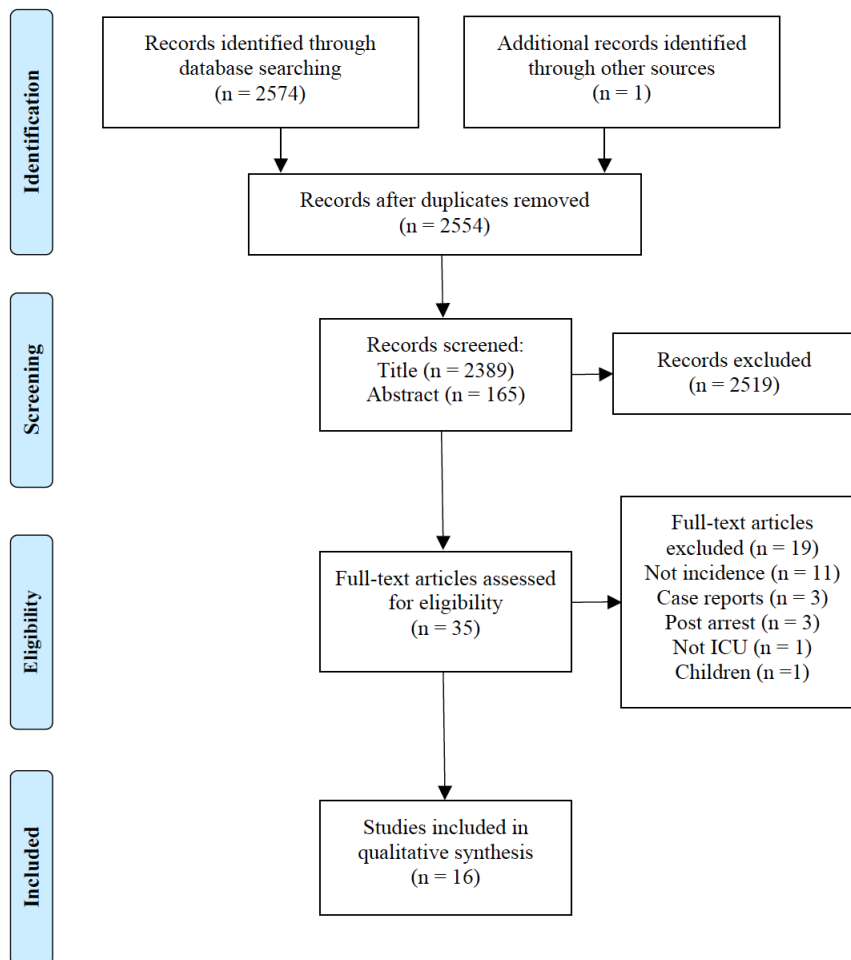 Identification
Records identified through
database searching
(n = 2574)
Additional records identified
through other sources
(n = 1)
Records after duplicates removed
(n = 2554)
Screening
Records screened:
Title (n = 2389)
Abstract (n = 165)
Records excluded
(n = 2519)
Eligibility
Full-text articles assessed
for eligibility
(n = 35)
Full-text articles
excluded (n = 19)
Not incidence (n = 11)
Case reports (n = 3)
Post arrest (n = 3)
Not ICU (n = 1)
Children (n =1)
Included
Studies included in
qualitative synthesis
(n = 16)